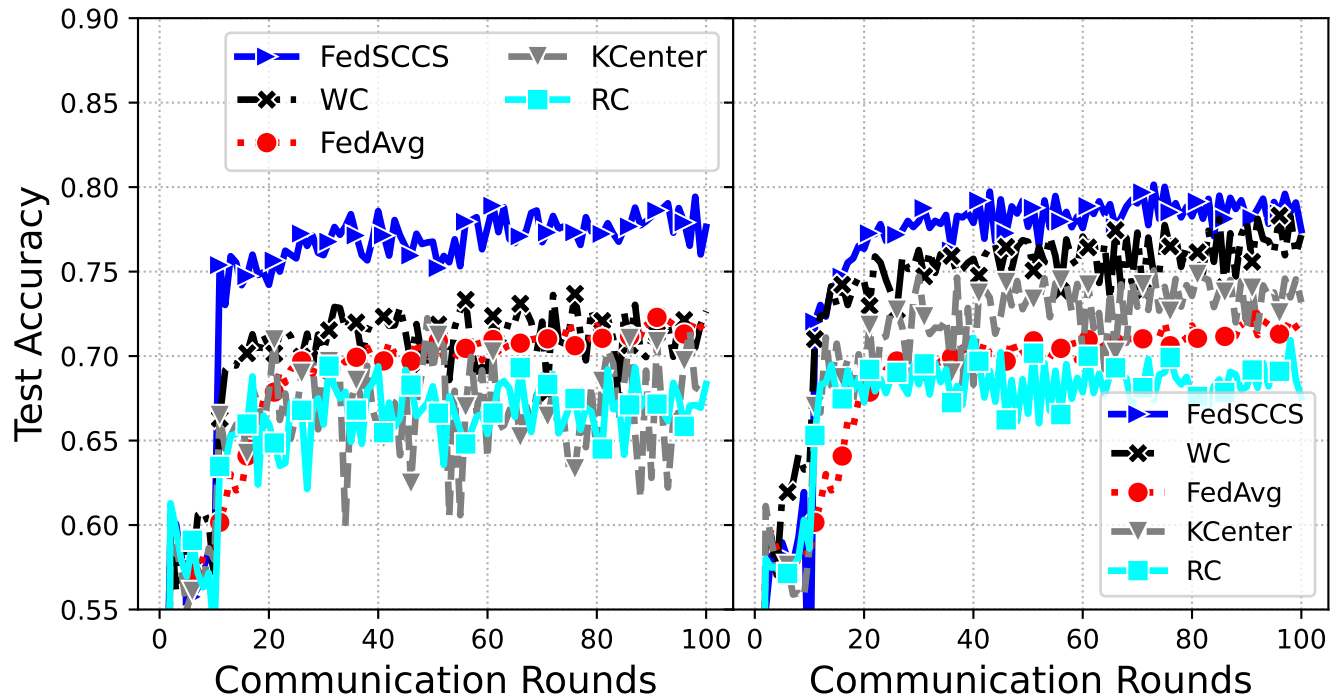 Test Accuracy
0.90
0.85
0.80
0.75
0.70
0.65
0.60
0.55
FedSCCS
WC
FedAvg
KCenter
RC
0 20 40 60 80 100
Communication Rounds
FedSCCS
WC
FedAvg
KCenter
RC
0 20 40 60 80 100
Communication Rounds